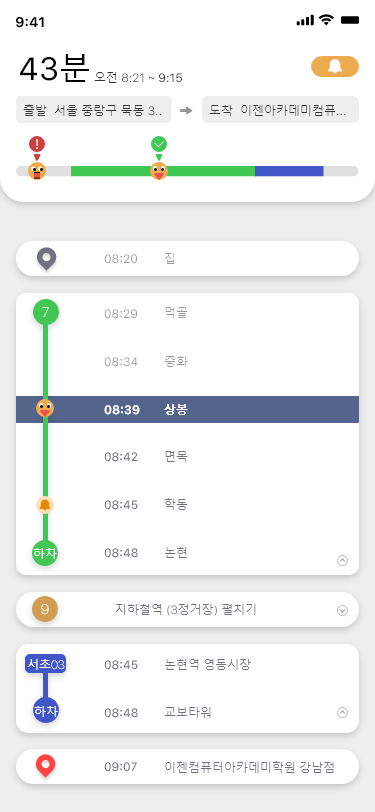 9:41
43분 오전 8:21 ~ 9:15
출발 서울 중랑구 묵동 3.. 도착 이젠아카데미컴퓨...
08:20 집
7 08:29 먹골
08:34 중화
08:39 상봉
08:42 면목
08:45 학동
하차 08:48 논현
9 지하철역 (3정거장) 펼치기
서초03 08:45 논현역 영동시장
하차 08:48 교보타워
09:07 이젠컴퓨터아카데미학원 강남점